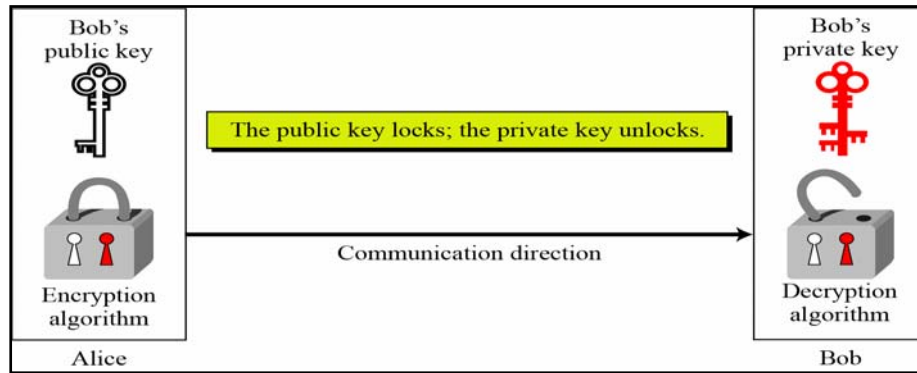 Bob’s
public key
Bob’s
private key
The public key locks; the private key unlocks.
Communication direction
Encryption
algorithm
Decryption
algorithm
Alice
Bob